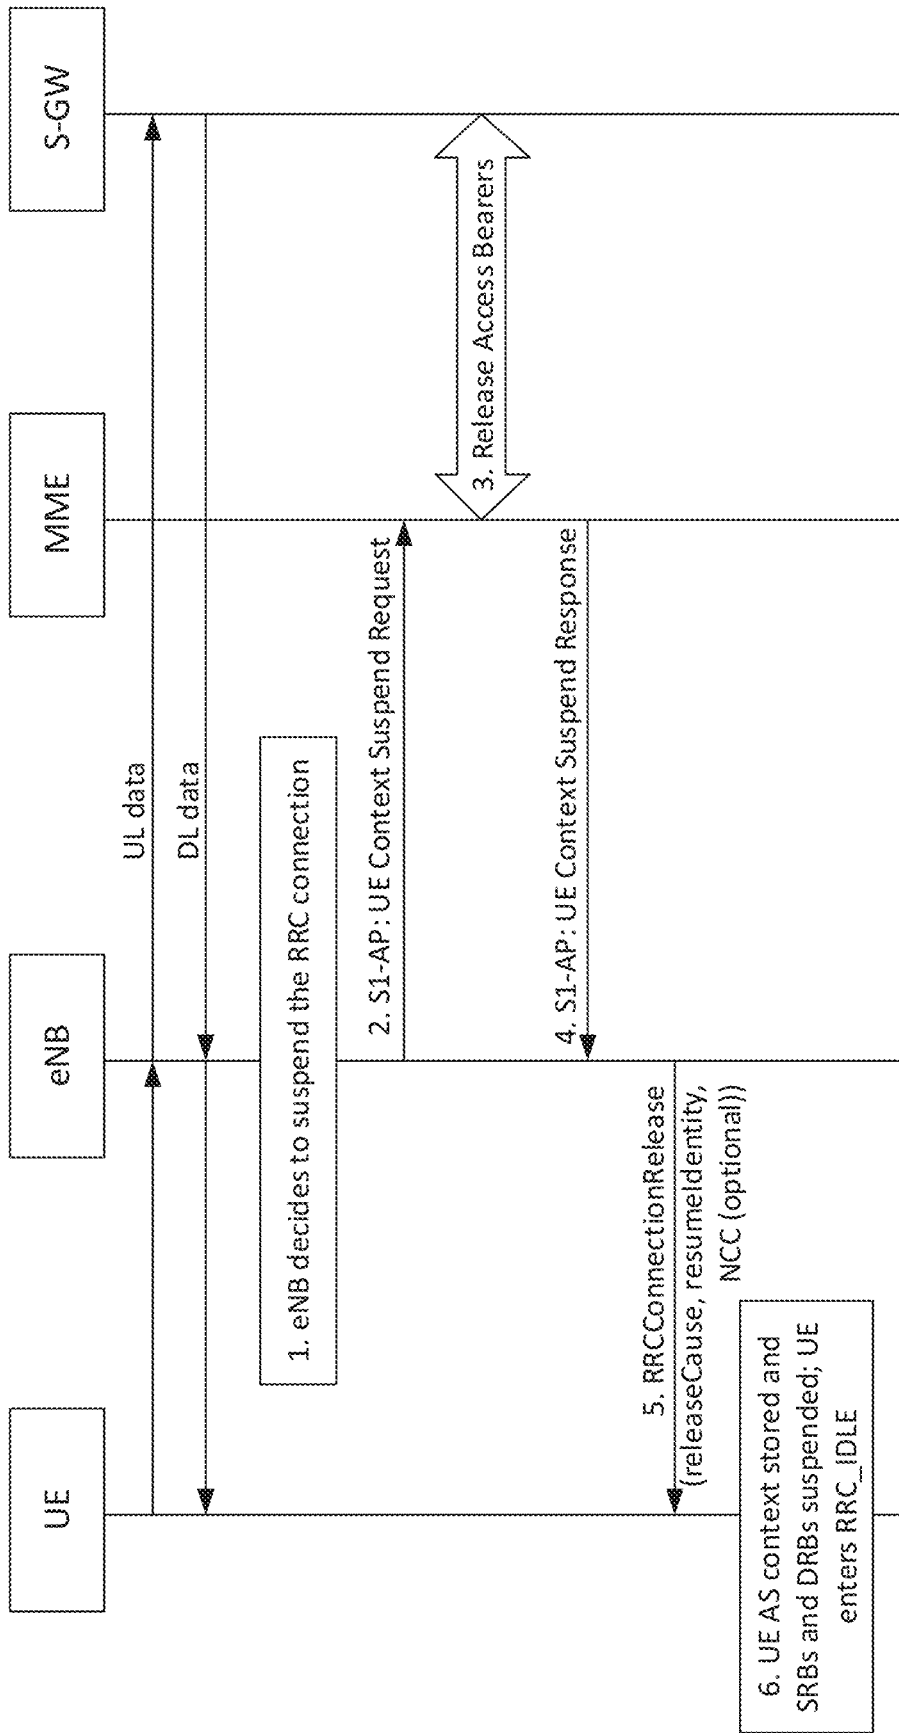 UE
eNB
MME
S-GW
UL data
DL data
1. eNB decides to suspend the RRC connection
2. S1-AP: UE Context Suspend Request
3. Release Access Bearers
4. S1-AP: UE Context Suspend Response
5. RRCConnectionRelease
(releaseCause, resumeIdentity,
NCC (optional))
6. UE AS context stored and
SRBs and DRBs suspended; UE
enters RRC_IDLE